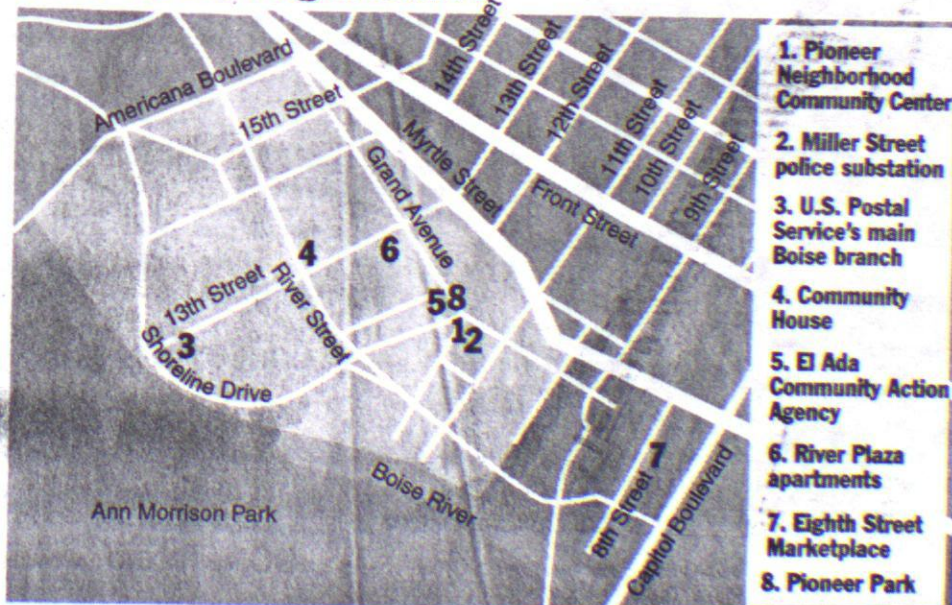 Americana Boulevard
15th Street
14th Street
13th Street
12th Street
11th Street
10th Street
9th Street
Myrtle Street
Front Street
Grand Avenue
4
6
13th Street
River Street
3
58
12
Shoreline Drive
Boise River
Ann Morrison Park
7
8th Street
Capitol Boulevard
1. Pioneer
Neighborhood
Community Center
2. Miller Street
police substation
3. U.S. Postal
Service's main
Boise branch
4. Community
House
5. El Ada
Community Action
Agency
6. River Plaza
apartments
7. Eighth Street
Marketplace
8. Pioneer Park